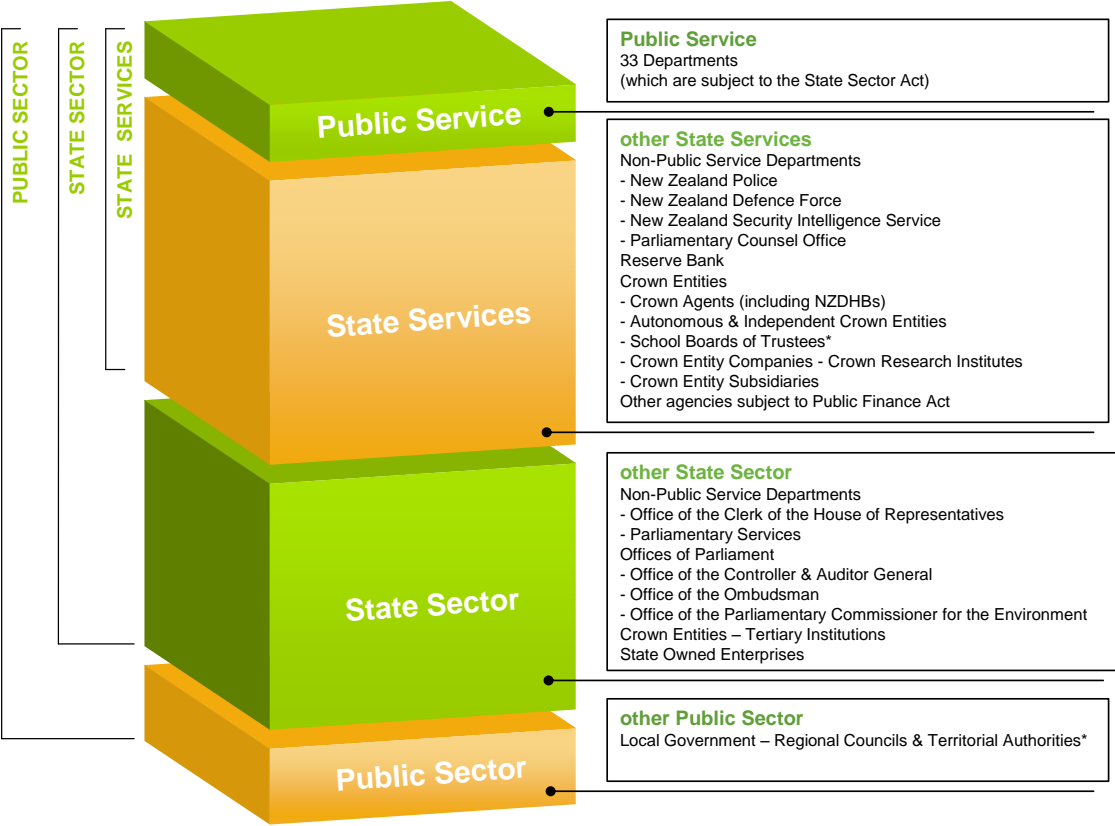 PUBLIC SECTOR
STATE SECTOR
STATE SERVICES
Public Service
State Services
State Sector
Public Sector
Public Service
33 Departments
(which are subject to the State Sector Act)
other State Services
Non-Public Service Departments
- New Zealand Police
- New Zealand Defence Force
- New Zealand Security Intelligence Service
- Parliamentary Counsel Office
Reserve Bank
Crown Entities
- Crown Agents (including NZDHBs)
- Autonomous & Independent Crown Entities
- School Boards of Trustees*
- Crown Entity Companies - Crown Research Institutes
- Crown Entity Subsidiaries
Other agencies subject to Public Finance Act
other State Sector
Non-Public Service Departments
- Office of the Clerk of the House of Representatives
- Parliamentary Services
Offices of Parliament
- Office of the Controller & Auditor General
- Office of the Ombudsman
- Office of the Parliamentary Commissioner for the Environment
Crown Entities – Tertiary Institutions
State Owned Enterprises
other Public Sector
Local Government – Regional Councils & Territorial Authorities*